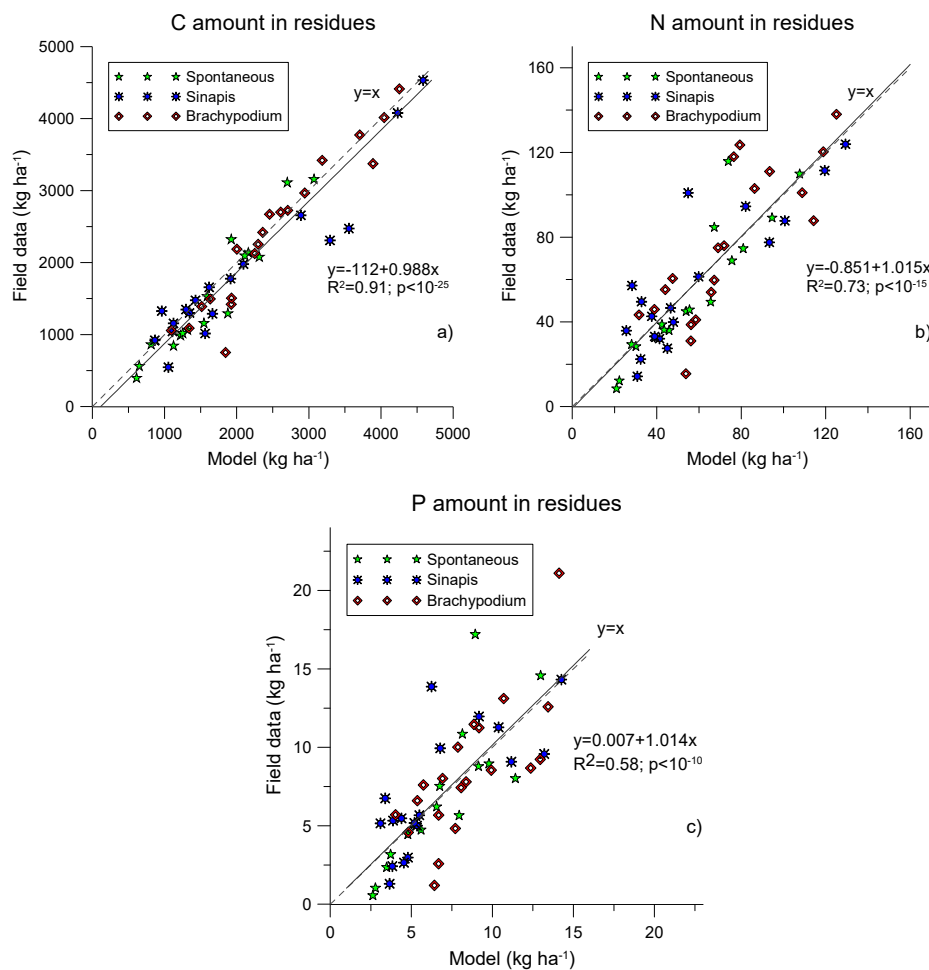 C amount in residues
5000
4000
3000
2000
1000
0
Field data (kg ha⁻¹)
Spontaneous
Sinapis
Brachypodium
y=x
y=-112+0.988x
R²=0.91; p<10⁻²⁵
a)
0 1000 2000 3000 4000 5000
Model (kg ha⁻¹)
N amount in residues
160
120
80
40
0
Field data (kg ha⁻¹)
Spontaneous
Sinapis
Brachypodium
y=x
y=-0.851+1.015x
R²=0.73; p<10⁻¹⁵
b)
0 40 80 120 160
Model (kg ha⁻¹)
P amount in residues
20
15
10
5
0
Field data (kg ha⁻¹)
Spontaneous
Sinapis
Brachypodium
y=x
y=0.007+1.014x
R²=0.58; p<10⁻¹⁰
c)
0 5 10 15 20
Model (kg ha⁻¹)